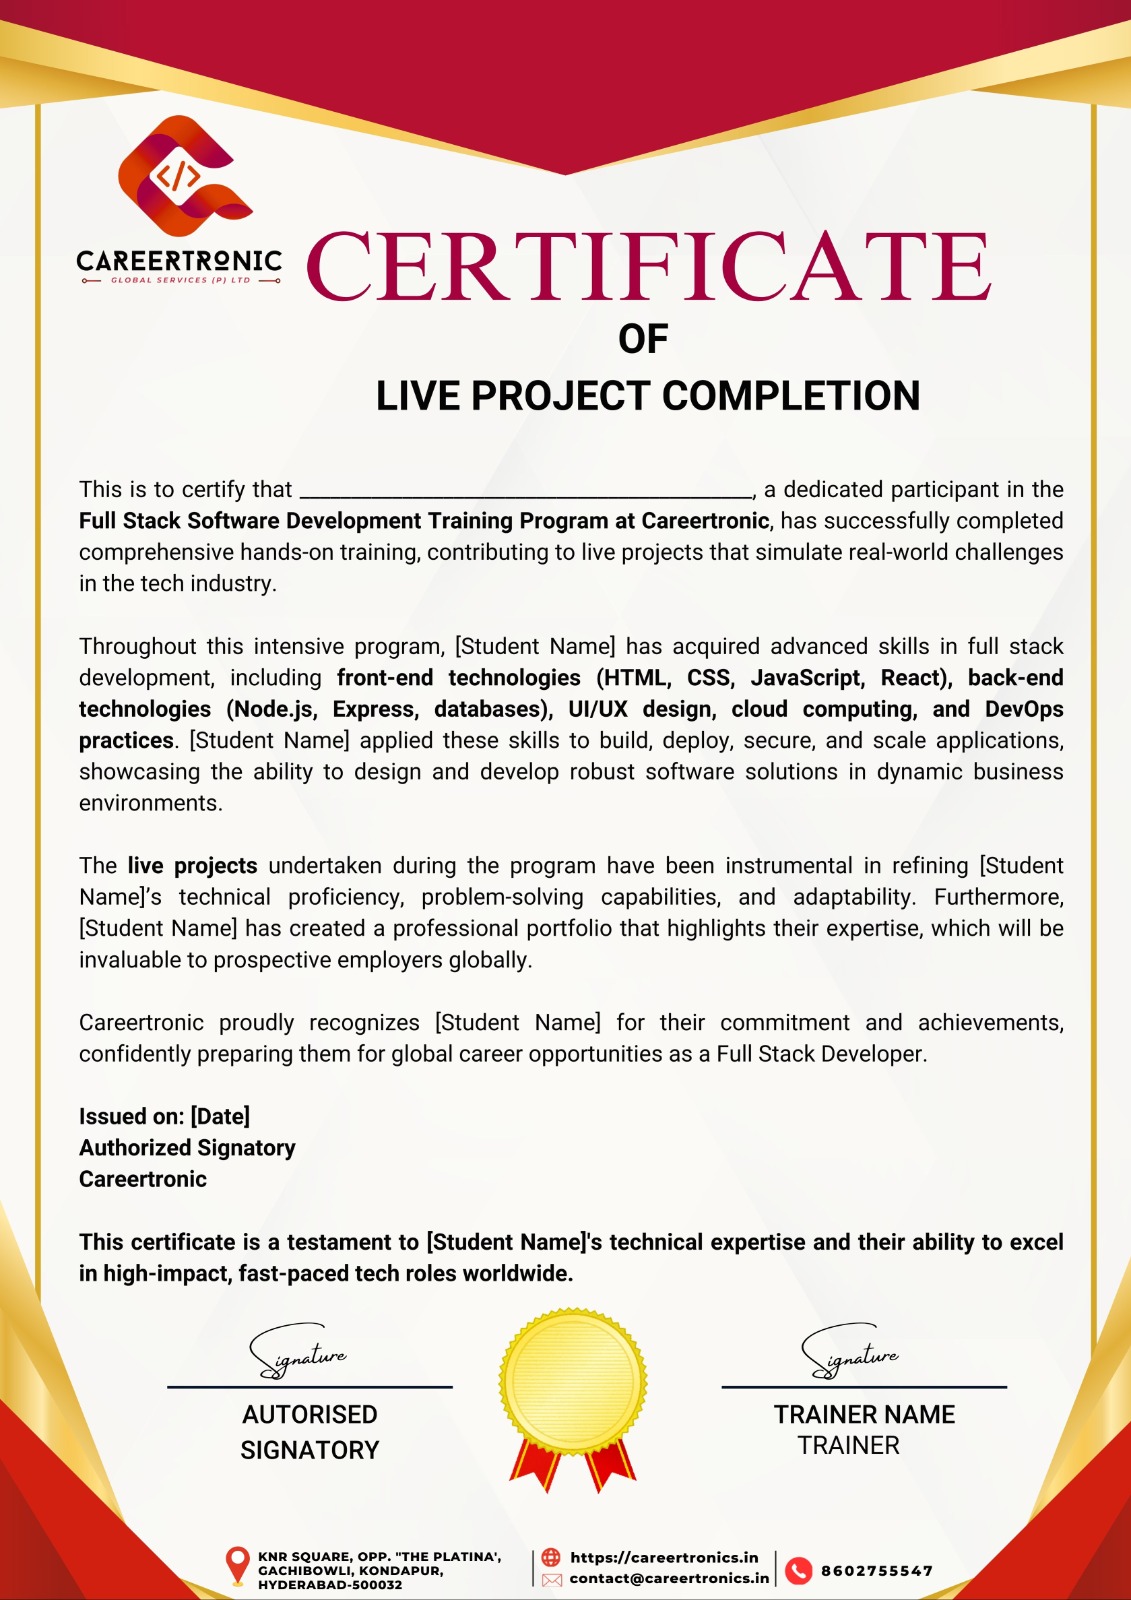 </>
CAREERTRONIC
GLOBAL SERVICES (P) LTD
CERTIFICATE
OF
LIVE PROJECT COMPLETION
This is to certify that ______________________________________, a dedicated participant in the
Full Stack Software Development Training Program at Careertronic, has successfully completed
comprehensive hands-on training, contributing to live projects that simulate real-world challenges
in the tech industry.
Throughout this intensive program, [Student Name] has acquired advanced skills in full stack
development, including front-end technologies (HTML, CSS, JavaScript, React), back-end
technologies (Node.js, Express, databases), UI/UX design, cloud computing, and DevOps
practices. [Student Name] applied these skills to build, deploy, secure, and scale applications,
showcasing the ability to design and develop robust software solutions in dynamic business
environments.
The live projects undertaken during the program have been instrumental in refining [Student
Name]’s technical proficiency, problem-solving capabilities, and adaptability. Furthermore,
[Student Name] has created a professional portfolio that highlights their expertise, which will be
invaluable to prospective employers globally.
Careertronic proudly recognizes [Student Name] for their commitment and achievements,
confidently preparing them for global career opportunities as a Full Stack Developer.
Issued on: [Date]
Authorized Signatory
Careertronic
This certificate is a testament to [Student Name]'s technical expertise and their ability to excel
in high-impact, fast-paced tech roles worldwide.
Signature
AUTORISED
SIGNATORY
Signature
TRAINER NAME
TRAINER
KNR SQUARE, OPP. "THE PLATINA',
GACHIBOWLI, KONDAPUR,
HYDERABAD-500032
https://careertronics.in
contact@careertronics.in
8602755547